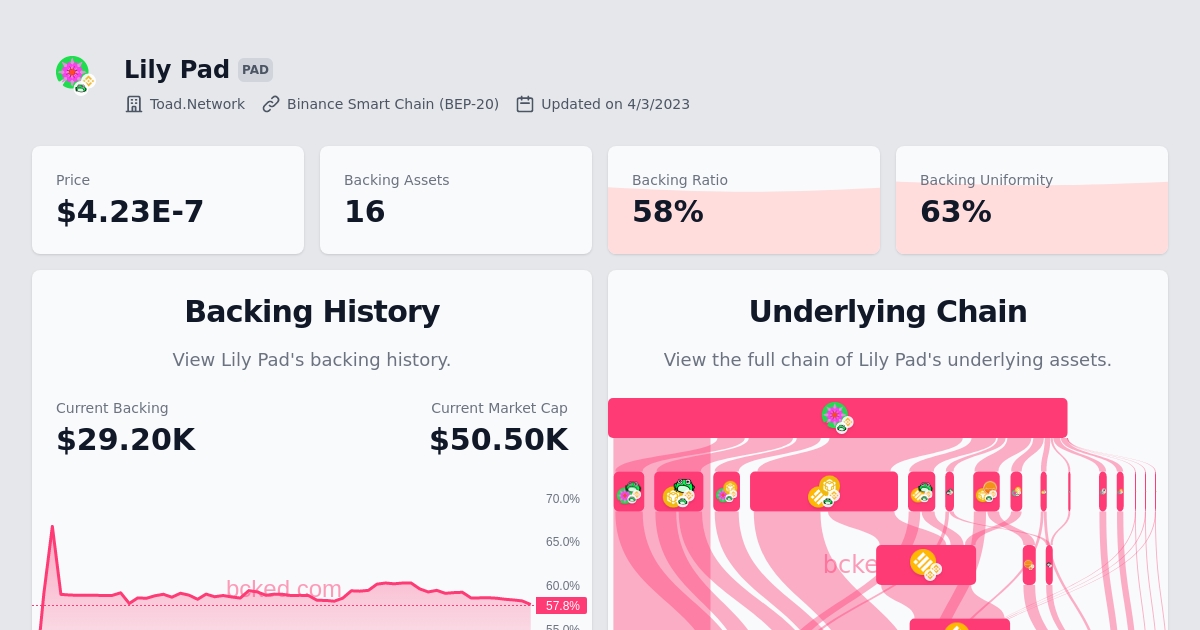 Lily Pad PAD
Toad.Network Binance Smart Chain (BEP-20) Updated on 4/3/2023
Price
$4.23E-7
Backing Assets
16
Backing Ratio
58%
Backing Uniformity
63%
Backing History
View Lily Pad's backing history.
Current Backing
$29.20K
Current Market Cap
$50.50K
70.0%
65.0%
60.0%
57.8%
55.0%
bcked.com
Underlying Chain
View the full chain of Lily Pad's underlying assets.
bcke